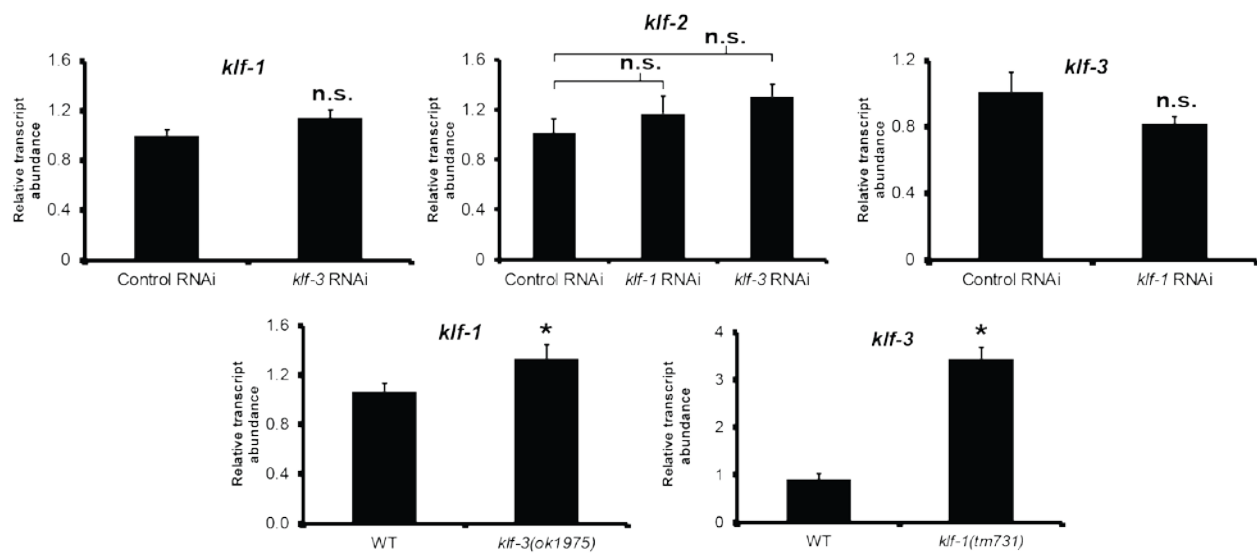 klf-1
Relative transcript
abundance
1.6
1.2
0.8
0.4
0
n.s.
Control RNAi
klf-3 RNAi
klf-2
Relative transcript
abundance
1.6
1.2
0.8
0.4
0
n.s.
n.s.
Control RNAi
klf-1 RNAi
klf-3 RNAi
klf-3
Relative transcript
abundance
1.2
0.8
0.4
0
n.s.
Control RNAi
klf-1 RNAi
klf-1
Relative transcript
abundance
1.6
1.2
0.8
0.4
0.0
*
WT
klf-3(ok1975)
klf-3
Relative transcript
abundance
4
3
2
1
0
*
WT
klf-1(tm731)